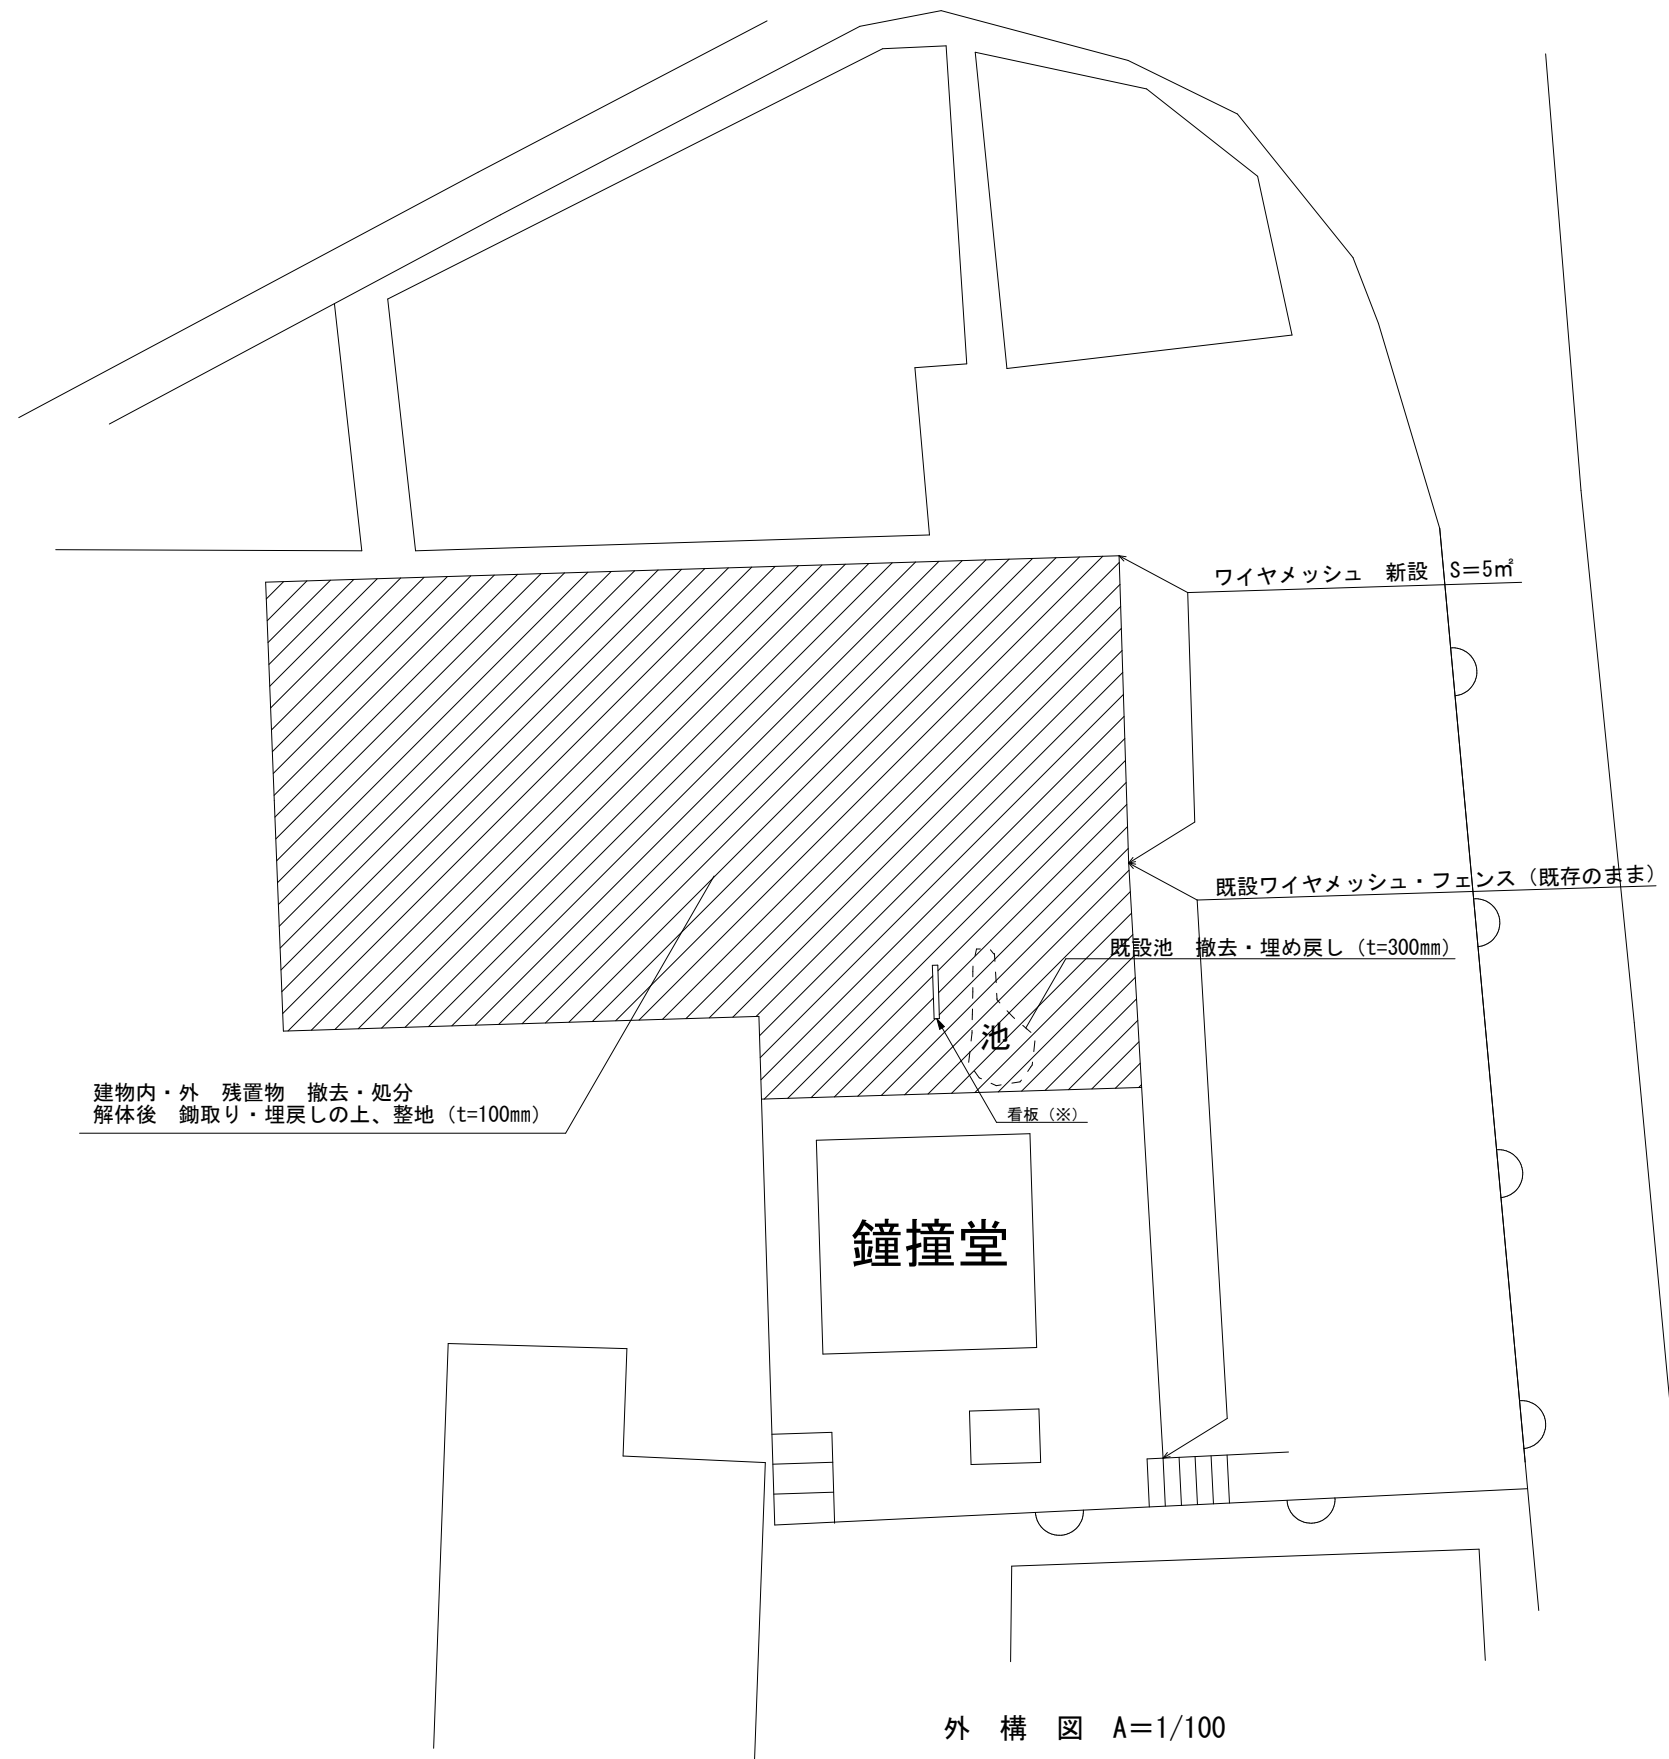 ワイヤメッシュ　新設　S＝5㎡
既設ワイヤメッシュ・フェンス（既存のまま）
既設池　撤去・埋め戻し（t=300mm）
池
建物内・外　残置物　撤去・処分
解体後　鋤取り・埋戻しの上、整地（t=100mm）
看板（※）
鐘撞堂
外　構　図　A＝1/100